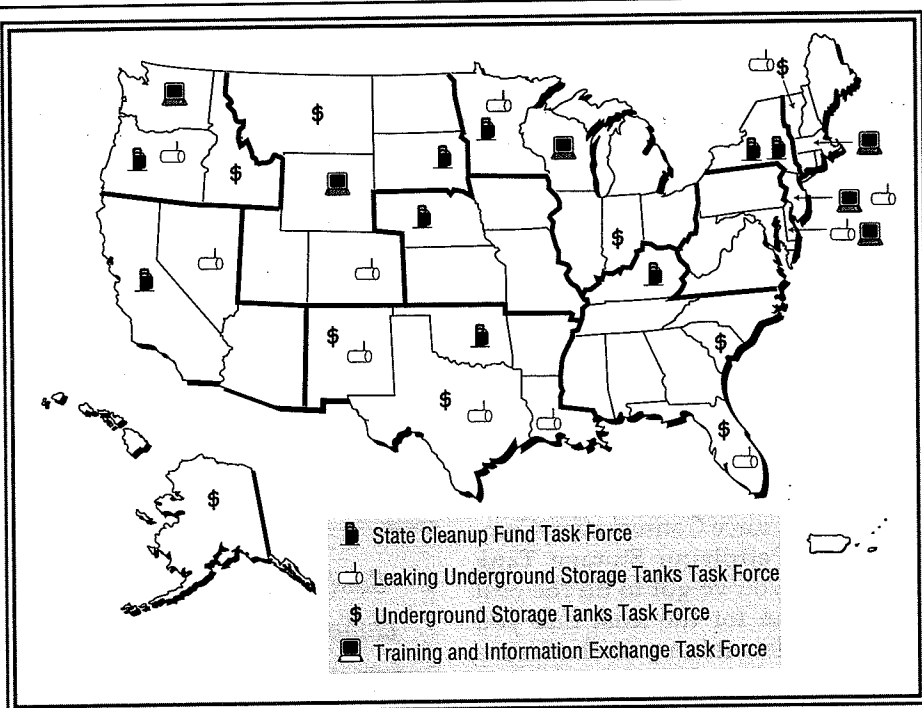 State Cleanup Fund Task Force
Leaking Underground Storage Tanks Task Force
$ Underground Storage Tanks Task Force
Training and Information Exchange Task Force